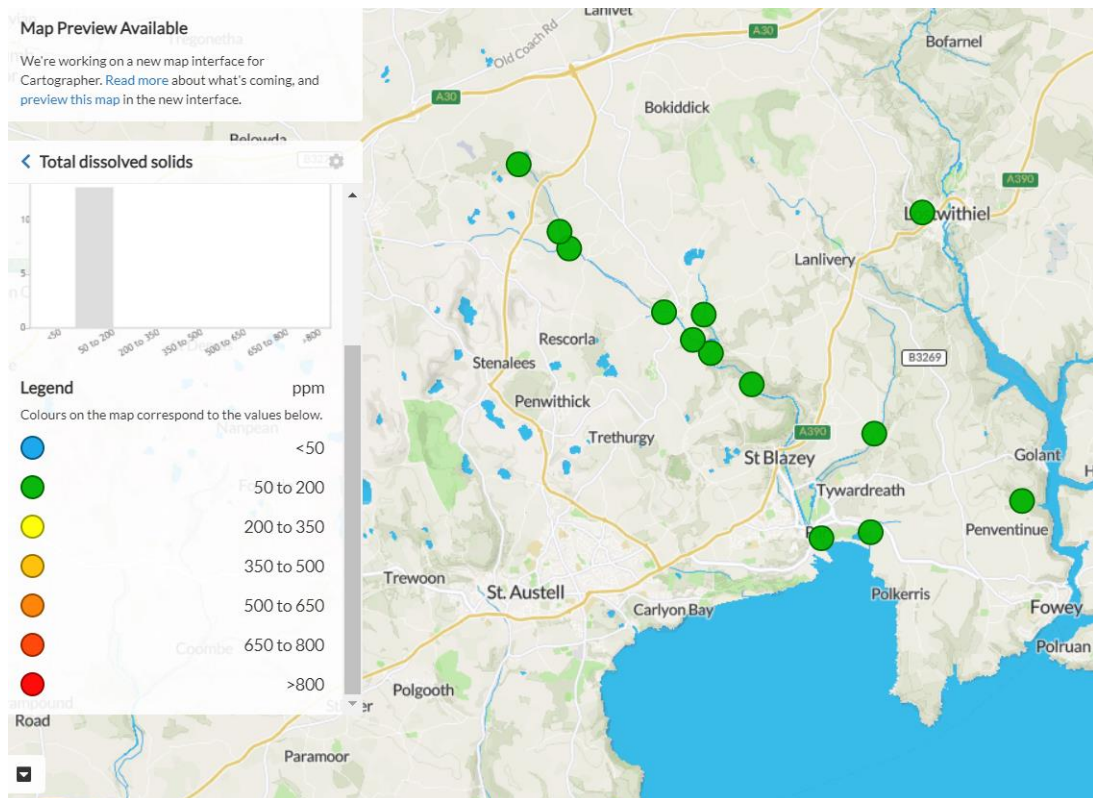 Map Preview Available
We're working on a new map interface for
Cartographer. Read more about what's coming, and
preview this map in the new interface.
Total dissolved solids
10
5
0
<50
50 to 200
200 to 350
350 to 500
500 to 650
650 to 800
>800
Legend
ppm
Colours on the map correspond to the values below.
<50
50 to 200
200 to 350
350 to 500
500 to 650
650 to 800
>800
Tregonetha
Belowda
Nanpean
Coombe
Road
Lanivet
Old Coach Rd
A30
A30
Bofarnel
Bokiddick
A390
Lanlivery
Rescorla
Stenalees
B3269
Penwithick
Trethurgy
A390
St Blazey
Golant
Tywardreath
Penventinue
Trewoon
St. Austell
Carlyon Bay
Polkerris
Fowey
Polruan
Polgooth
Paramoor